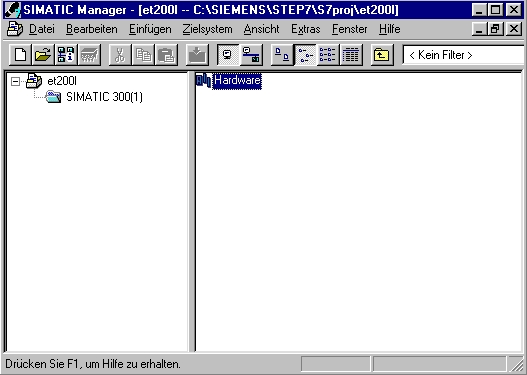 SIMATIC Manager - [et200l -- C:\SIEMENS\STEP7\S7proj\et200l]
Datei Bearbeiten Einfügen Zielsystem Ansicht Extras Fenster Hilfe
< Kein Filter >
et200l
SIMATIC 300(1)
Hardware
Drücken Sie F1, um Hilfe zu erhalten.